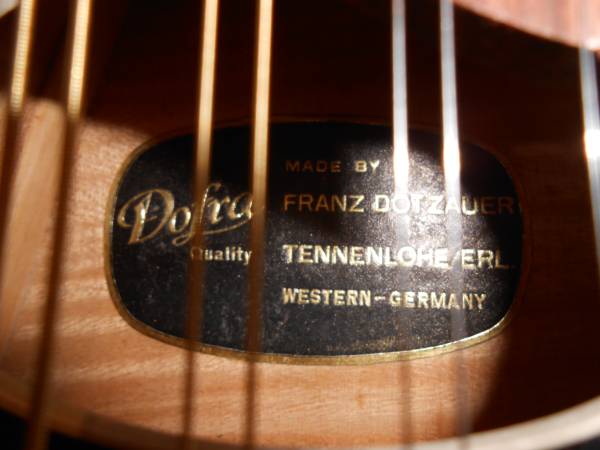 Dofra
Quality
MADE BY
FRANZ DOTZAUER
TENNENLOHE/ERL.
WESTERN-GERMANY